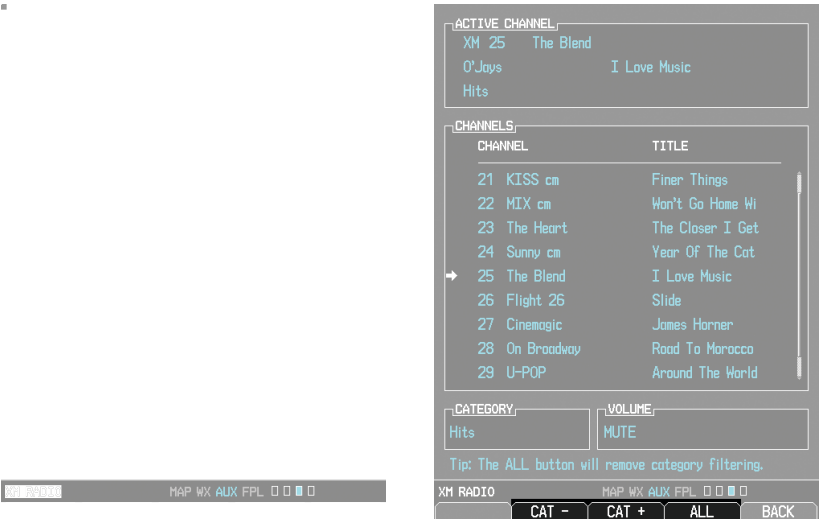 XM RADIO
MAP WX AUX FPL
ACTIVE CHANNEL
XM 25 The Blend
O'Jays I Love Music
Hits
CHANNELS
CHANNEL TITLE
21 KISS cm Finer Things
22 MIX cm Won't Go Home Wi
23 The Heart The Closer I Get
24 Sunny cm Year Of The Cat
25 The Blend I Love Music
26 Flight 26 Slide
27 Cinemagic James Horner
28 On Broadway Road To Morocco
29 U-POP Around The World
CATEGORY VOLUME
Hits MUTE
Tip: The ALL button will remove category filtering.
XM RADIO MAP WX AUX FPL
CAT - CAT + ALL BACK